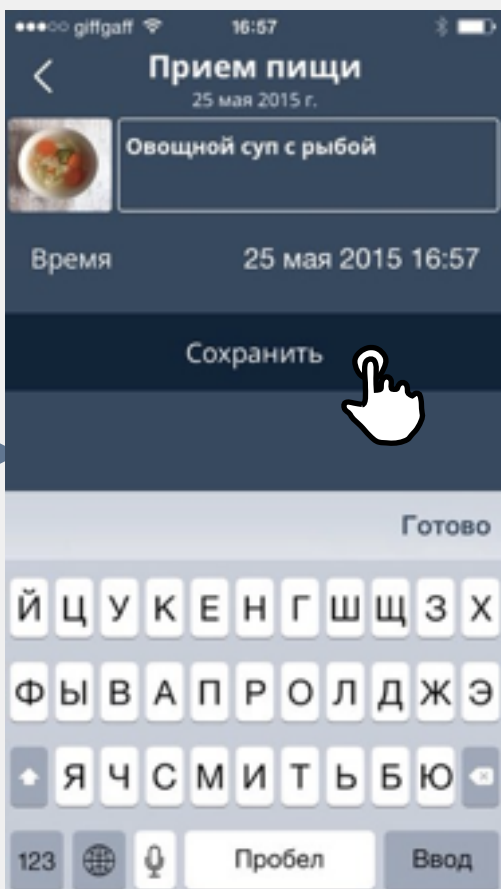 giffgaff 16:57
Прием пищи
25 мая 2015 г.
Овощной суп с рыбой
Время 25 мая 2015 16:57
Сохранить
Готово
Й Ц У К Е Н Г Ш Щ З Х
Ф Ы В А П Р О Л Д Ж Э
Я Ч С М И Т Ь Б Ю
123 Пробел Ввод